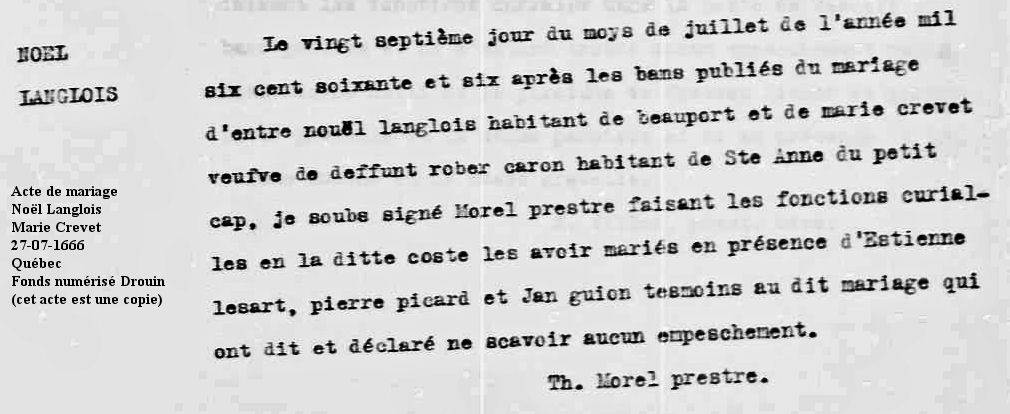 NOEL
LANGLOIS
Le vingt septième jour du moys de juillet de l'année mil
six cent soixante et six après les bans publiés du mariage
d'entre nouël langlois habitant de beauport et de marie crevet
veufve de deffunt rober caron habitant de Ste Anne du petit
cap, je soubs signé Morel prestre faisant les fonctions curial-
les en la ditte coste les avoir mariés en présence d'Estienne
lesart, pierre picard et Jan guion tesmoins au dit mariage qui
ont dit et déclaré ne scavoir aucun empeschement.
Th. Morel prestre.
Acte de mariage
Noël Langlois
Marie Crevet
27-07-1666
Québec
Fonds numérisé Drouin
(cet acte est une copie)